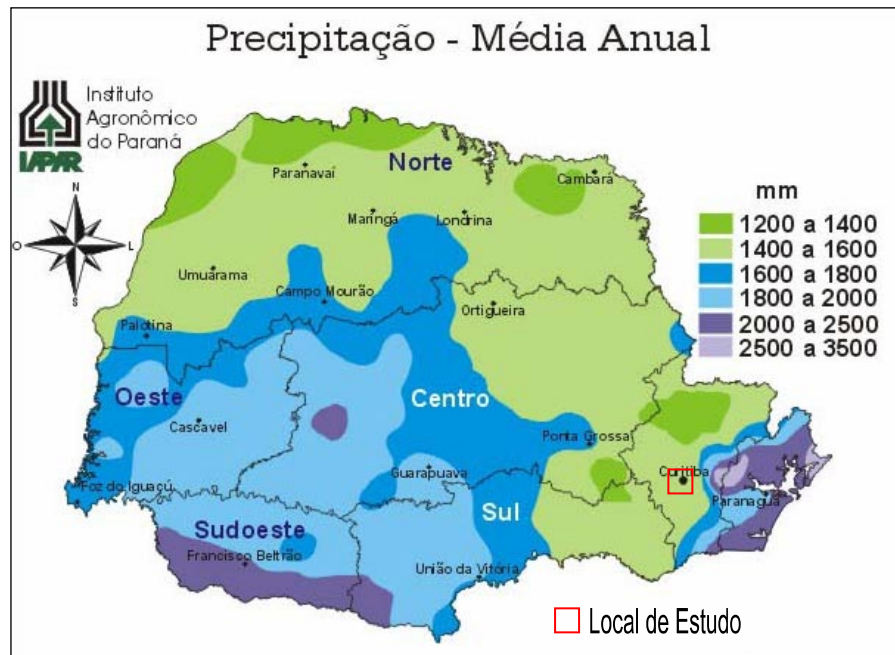 Precipitação - Média Anual
Instituto
Agronômico
do Paraná
IAPAR
N
O
L
S
Norte
Paranavaí
Cambará
Maringá
Londrina
Umuarama
Campo Mourão
Ortigueira
Palotina
Oeste
Centro
Cascavel
Ponta Grossa
Guarapuava
Curitiba
Foz do Iguaçú
Paranaguá
Sul
Sudoeste
Francisco Beltrão
União da Vitória
mm
1200 a 1400
1400 a 1600
1600 a 1800
1800 a 2000
2000 a 2500
2500 a 3500
Local de Estudo